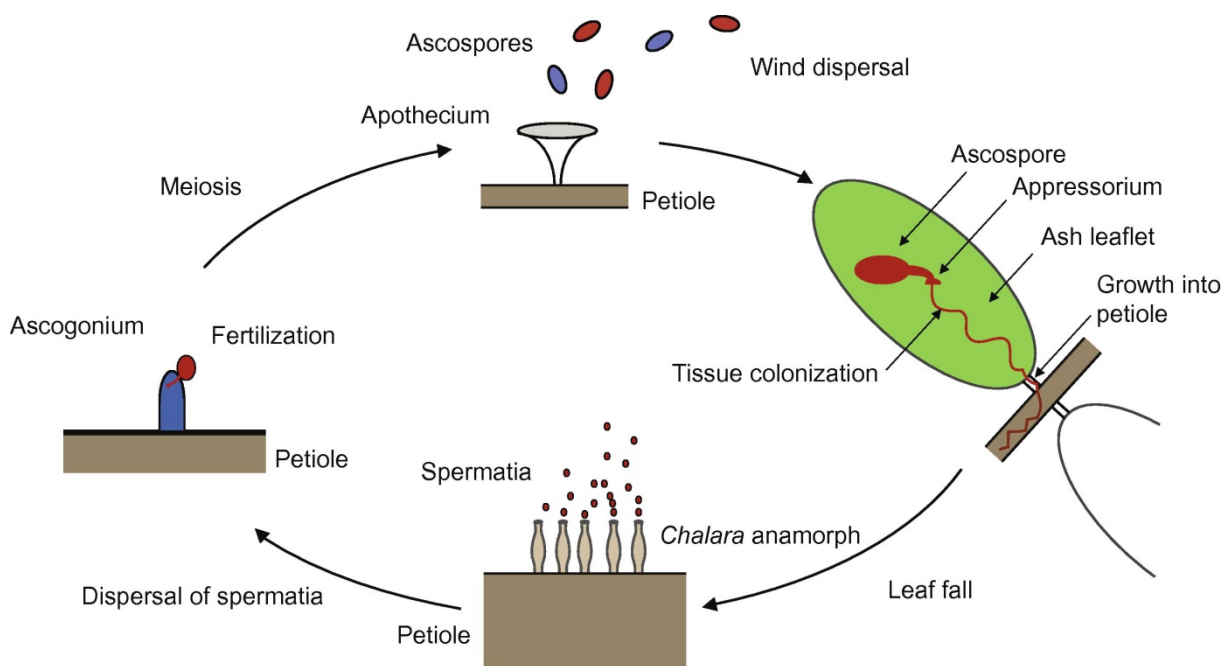 Ascospores
Wind dispersal
Apothecium
Petiole
Meiosis
Ascospore
Appressorium
Ash leaflet
Growth into
petiole
Tissue colonization
Ascogonium
Fertilization
Petiole
Spermatia
Chalara anamorph
Leaf fall
Dispersal of spermatia
Petiole